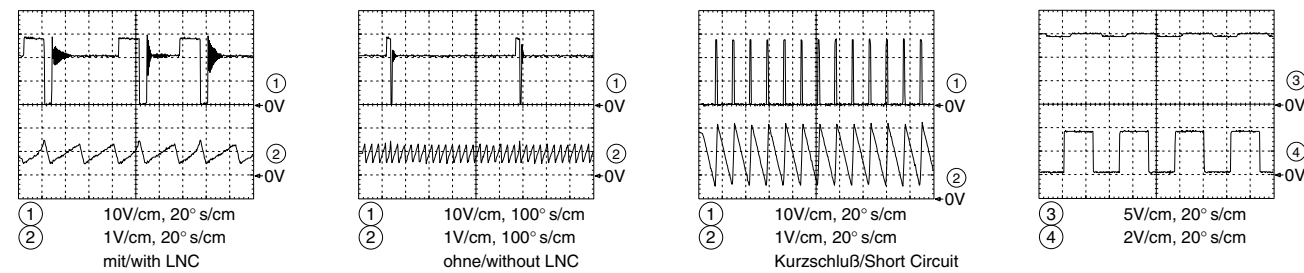 ① ◄0V
② ◄0V
① 10V/cm, 20° s/cm
② 1V/cm, 20° s/cm
mit/with LNC
① ◄0V
② ◄0V
① 10V/cm, 100° s/cm
② 1V/cm, 100° s/cm
ohne/without LNC
① ◄0V
② ◄0V
① 10V/cm, 20° s/cm
② 1V/cm, 20° s/cm
Kurzschluß/Short Circuit
③ ◄0V
④ ◄0V
③ 5V/cm, 20° s/cm
④ 2V/cm, 20° s/cm